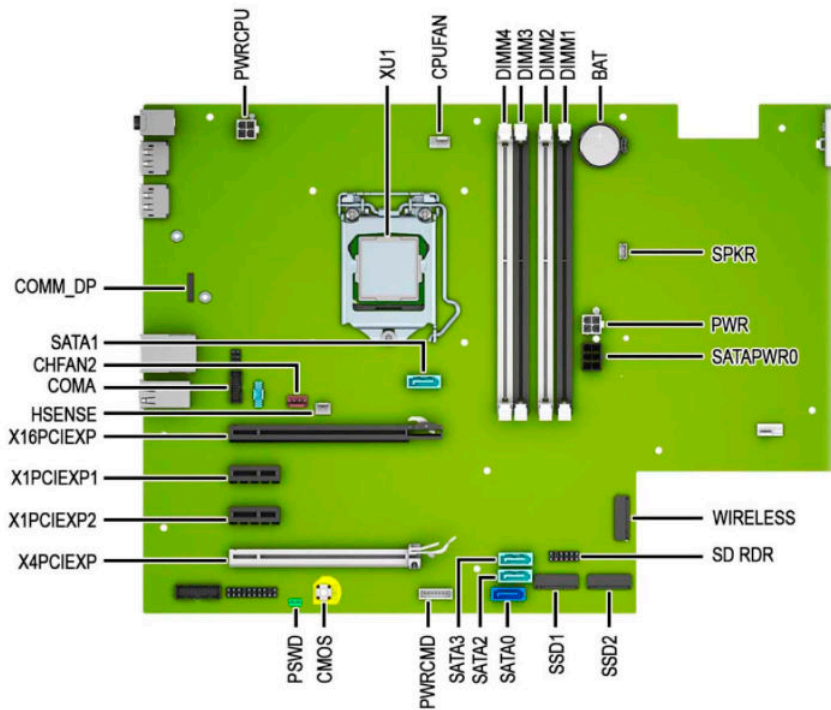 PWRCPU
XU1
CPUFAN
DIMM4
DIMM3
DIMM2
DIMM1
BAT
COMM_DP
SATA1
CHFAN2
COMA
HSENSE
X16PCIEXP
X1PCIEXP1
X1PCIEXP2
X4PCIEXP
SPKR
PWR
SATAPWR0
WIRELESS
SD RDR
PSWD
CMOS
PWRCMD
SATA3
SATA2
SATA0
SSD1
SSD2